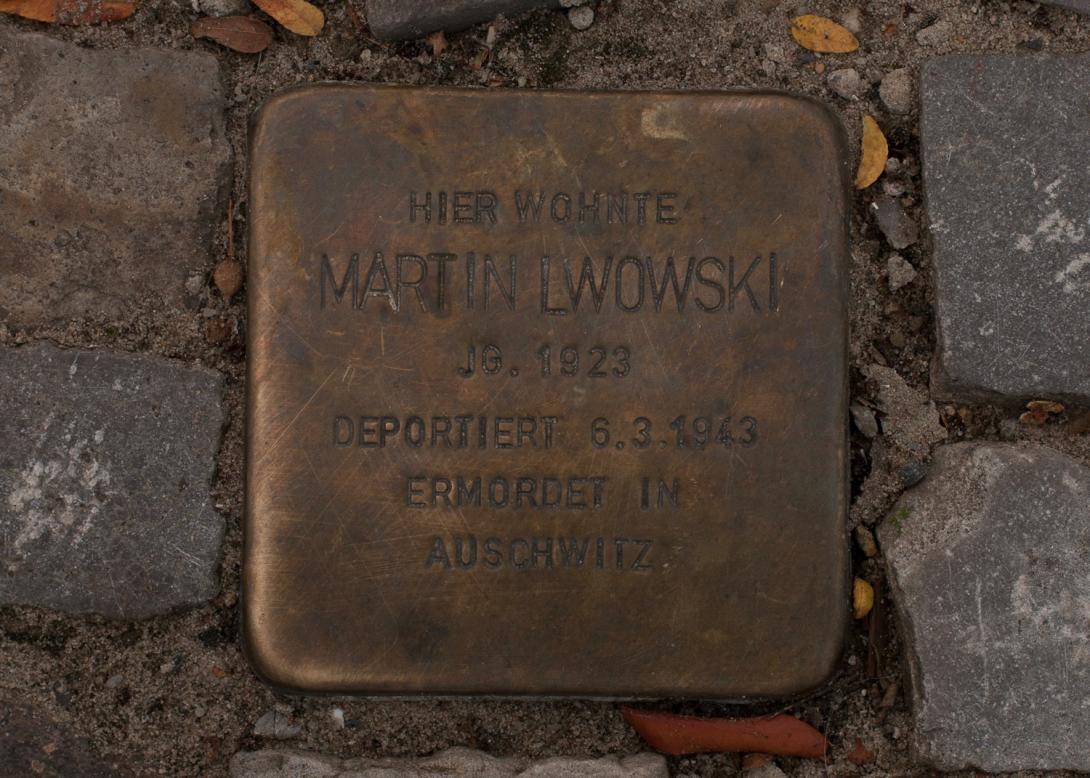 HIER WOHNTE
MARTIN LWOWSKI
JG. 1923
DEPORTIERT 6.3.1943
ERMORDET IN
AUSCHWITZ